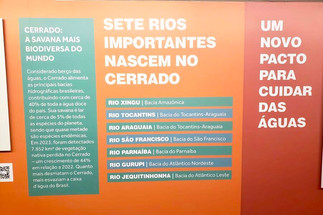 CERRADO:
A SAVANA MAIS
BIODIVERSA DO
MUNDO
Considerado berço das
águas, o Cerrado alimenta
as principais bacias
hidrográficas brasileiras,
contribuindo com cerca de
40% de toda a água doce
do país. Sua savana é lar
de cerca de 5% de todas
as espécies do planeta,
sendo que quase metade
são espécies endêmicas.
Em 2023, foram detectados
7.852 km² de vegetação
nativa perdida no Cerrado
– um crescimento de 44%
em relação a 2022. Quanto
mais desmatam o Cerrado,
mais esvaziam a caixa
d'água do Brasil.
SETE RIOS
IMPORTANTES
NASCEM NO
CERRADO
RIO XINGU | Bacia Amazônica
RIO TOCANTINS | Bacia do Tocantins-Araguaia
RIO ARAGUAIA | Bacia do Tocantins-Araguaia
RIO SÃO FRANCISCO | Bacia do São Francisco
RIO PARNAÍBA | Bacia do Parnaíba
RIO GURUPI | Bacia do Atlântico Nordeste
RIO JEQUITINHONHA | Bacia do Atlântico Leste
UM
NOVO
PACTO
PARA
CUIDAR
DAS
ÁGUAS